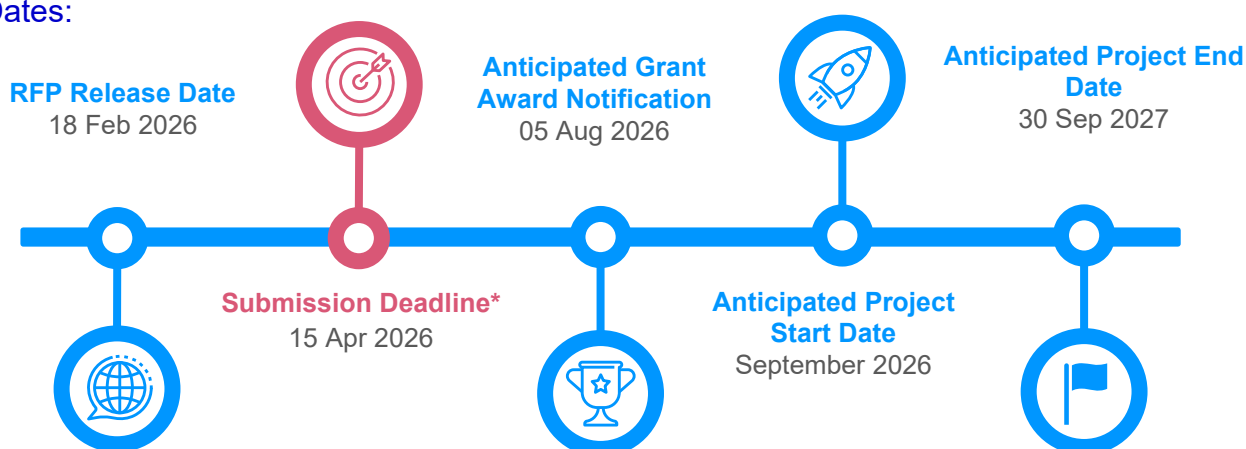 Dates:
RFP Release Date
18 Feb 2026
Submission Deadline*
15 Apr 2026
Anticipated Grant
Award Notification
05 Aug 2026
Anticipated Project
Start Date
September 2026
Anticipated Project End
Date
30 Sep 2027